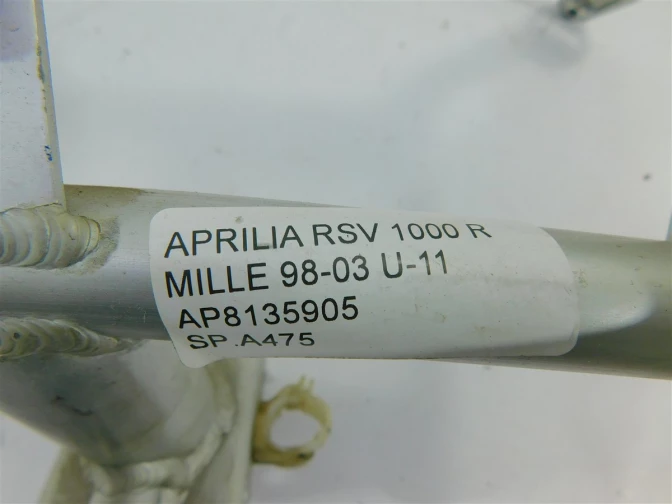 APRILIA RSV 1000 R
MILLE 98-03 U-11
AP8135905
SP.A475